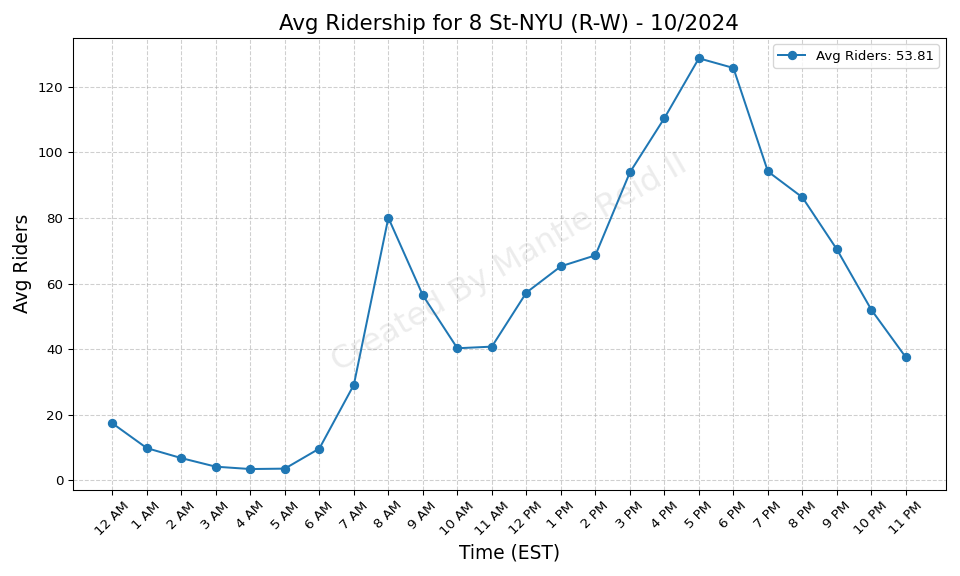 Avg Ridership for 8 St-NYU (R-W) - 10/2024
Avg Riders: 53.81
Avg Riders
120
100
80
60
40
20
0
Created By Mantle Reid II
12 AM
1 AM
2 AM
3 AM
4 AM
5 AM
6 AM
7 AM
8 AM
9 AM
10 AM
11 AM
12 PM
1 PM
2 PM
3 PM
4 PM
5 PM
6 PM
7 PM
8 PM
9 PM
10 PM
11 PM
Time (EST)